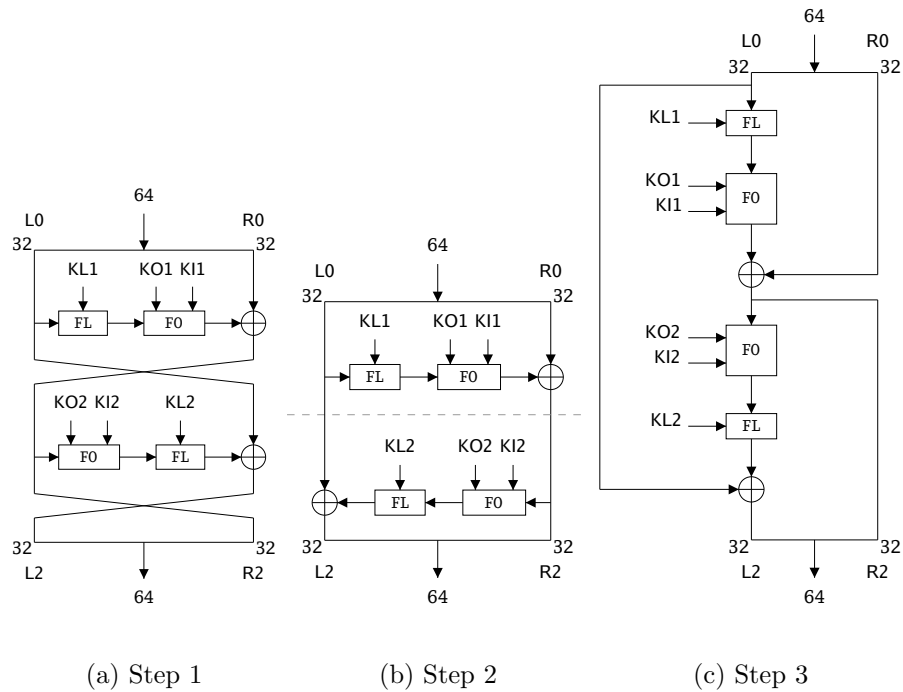 64
L0 R0
32 32
KL1 KO1 KI1
FL FO
KO2 KI2 KL2
FO FL
32 32
L2 R2
64
(a) Step 1
64
L0 R0
32 32
KL1 KO1 KI1
FL FO
KL2 KO2 KI2
FL FO
32 32
L2 R2
64
(b) Step 2
64
L0 R0
32 32
KL1 FL
KO1
FO
KI1
KO2
FO
KI2
KL2 FL
32 32
L2 R2
64
(c) Step 3